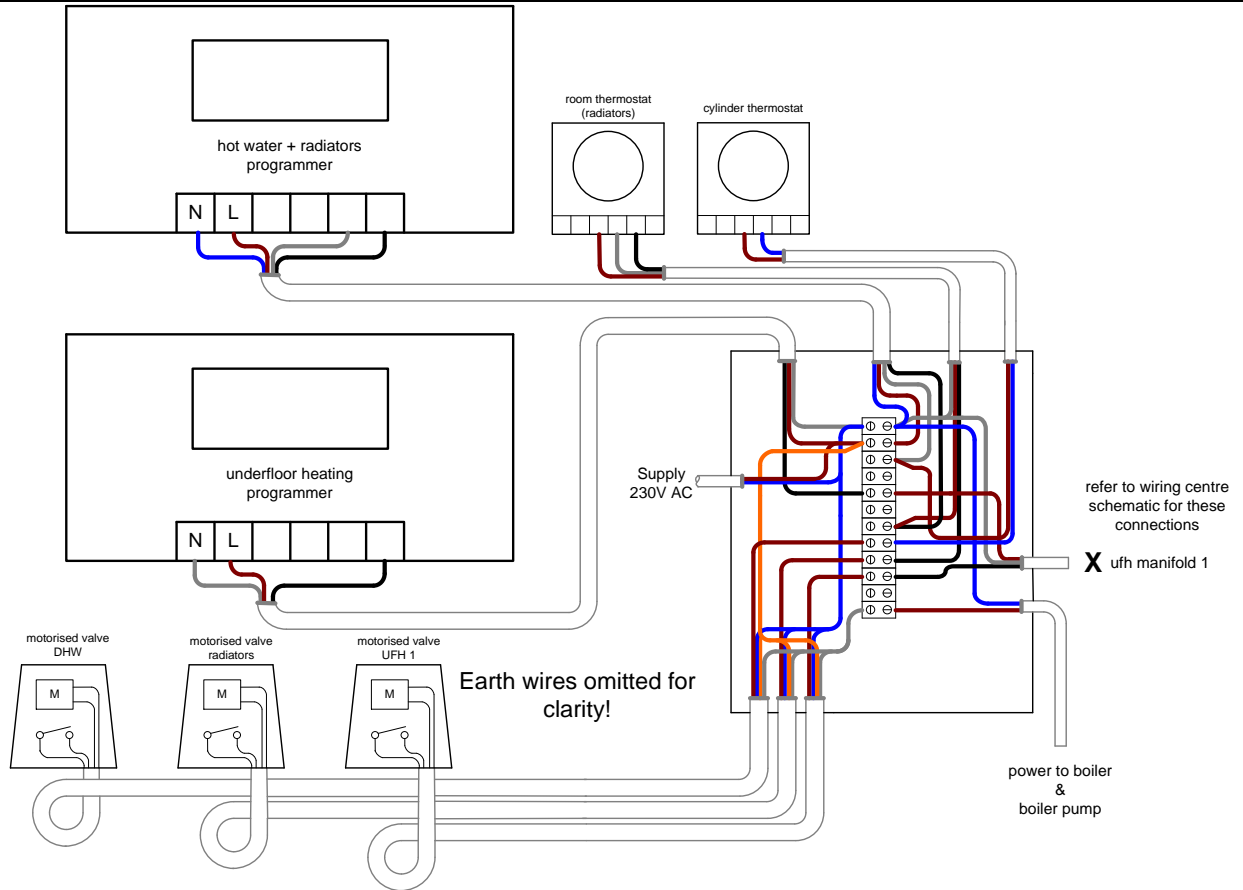 hot water + radiators
programmer
N L
room thermostat
(radiators)
cylinder thermostat
underfloor heating
programmer
N L
Supply
230V AC
refer to wiring centre
schematic for these
connections
X ufh manifold 1
motorised valve
DHW
M
motorised valve
radiators
M
motorised valve
UFH 1
M
Earth wires omitted for
clarity!
power to boiler
&
boiler pump